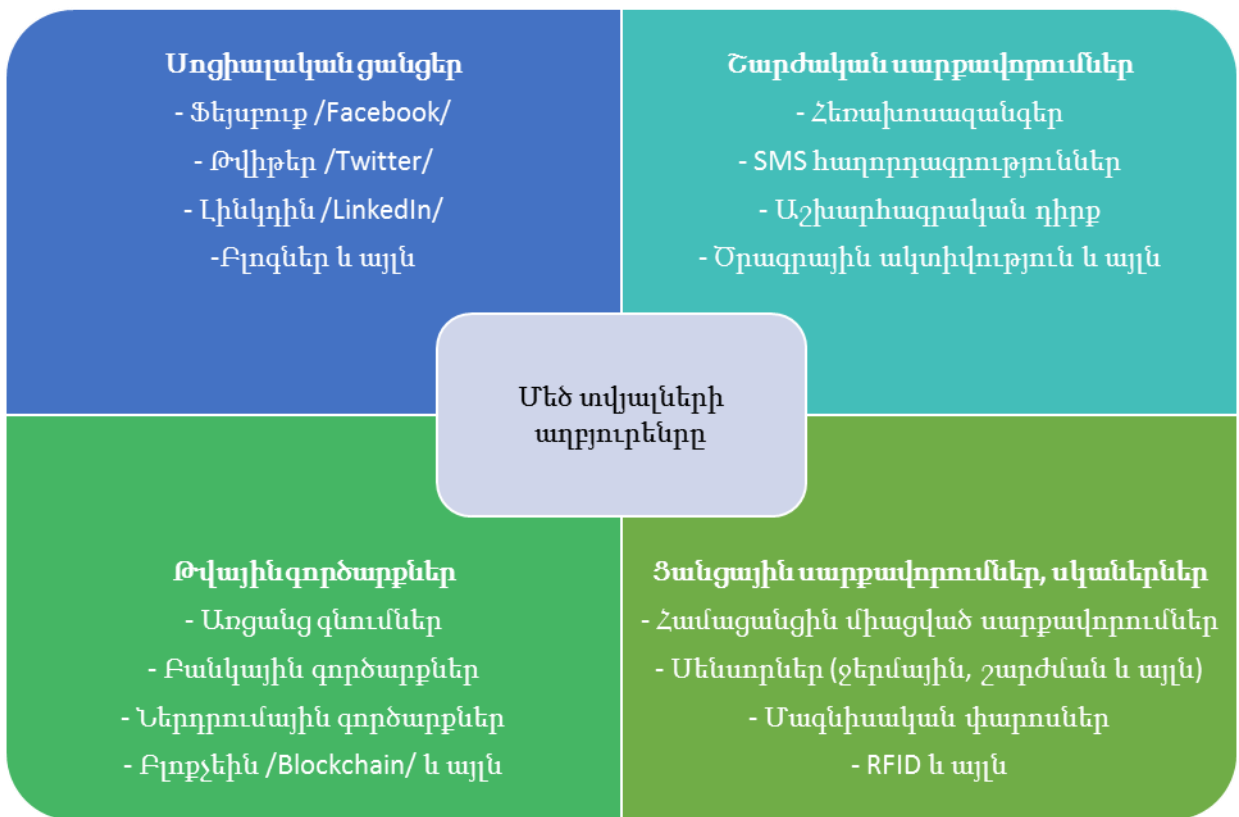 Սոցիալական ցանցեր
- Ֆեյսբուք /Facebook/
- Թվիթեր /Twitter/
- Լինկդին /LinkedIn/
-Բլոգներ և այլն
Շարժական սարքավորումներ
- Հեռախոսազանգեր
- SMS հաղորդագրություններ
- Աշխարհագրական դիրք
- Ծրագրային ակտիվություն և այլն
Մեծ տվյալների
աղբյուրենրը
Թվային գործարքներ
- Առցանց գնումներ
- Բանկային գործարքներ
- Ներդրումային գործարքներ
- Բլոքչեին /Blockchain/ և այլն
Ցանցային սարքավորումներ, սկաներներ
- Համացանցին միացված սարքավորումներ
- Սենսորներ (ջերմային, շարժման և այլն)
- Մագնիսական փարոսներ
- RFID և այլն